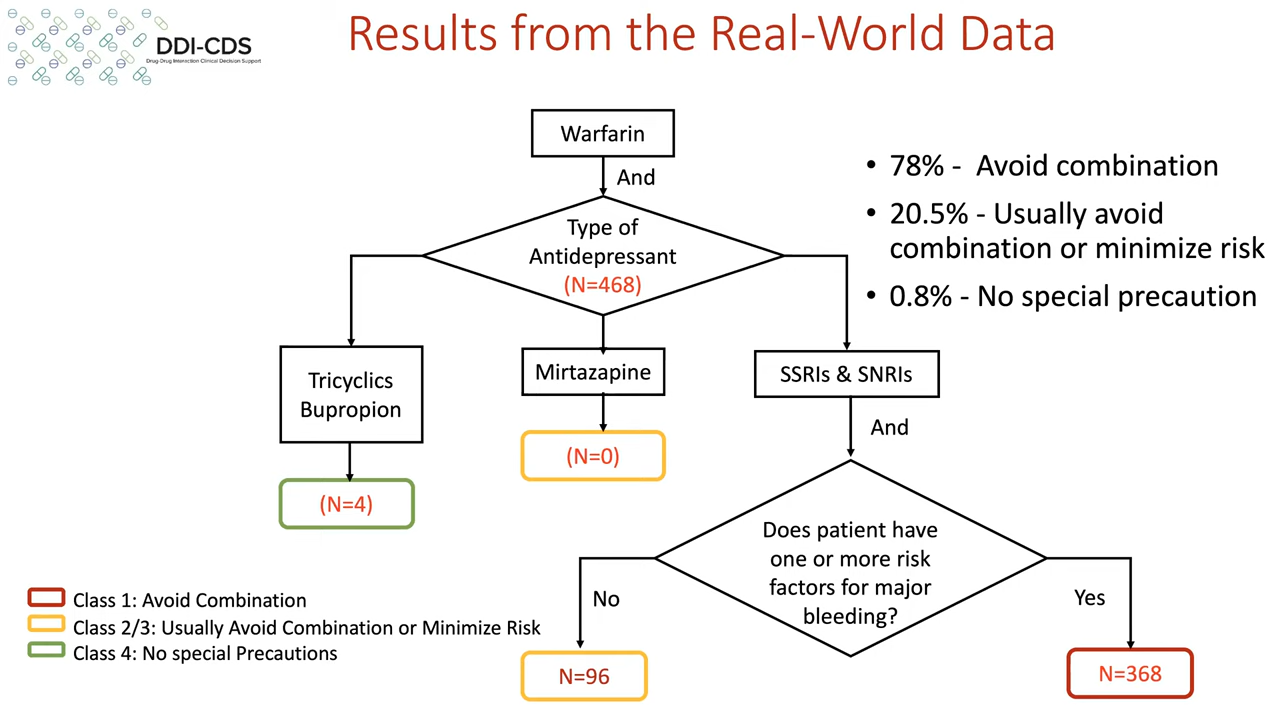 DDI-CDS
Drug-Drug Interaction Clinical Decision Support
Results from the Real-World Data
Warfarin
And
Type of
Antidepressant
(N=468)
• 78% - Avoid combination
• 20.5% - Usually avoid
combination or minimize risk
• 0.8% - No special precaution
Tricyclics
Bupropion
Mirtazapine
SSRIs & SNRIs
And
(N=4)
(N=0)
Does patient have
one or more risk
factors for major
bleeding?
No
Yes
N=96
N=368
Class 1: Avoid Combination
Class 2/3: Usually Avoid Combination or Minimize Risk
Class 4: No special Precautions